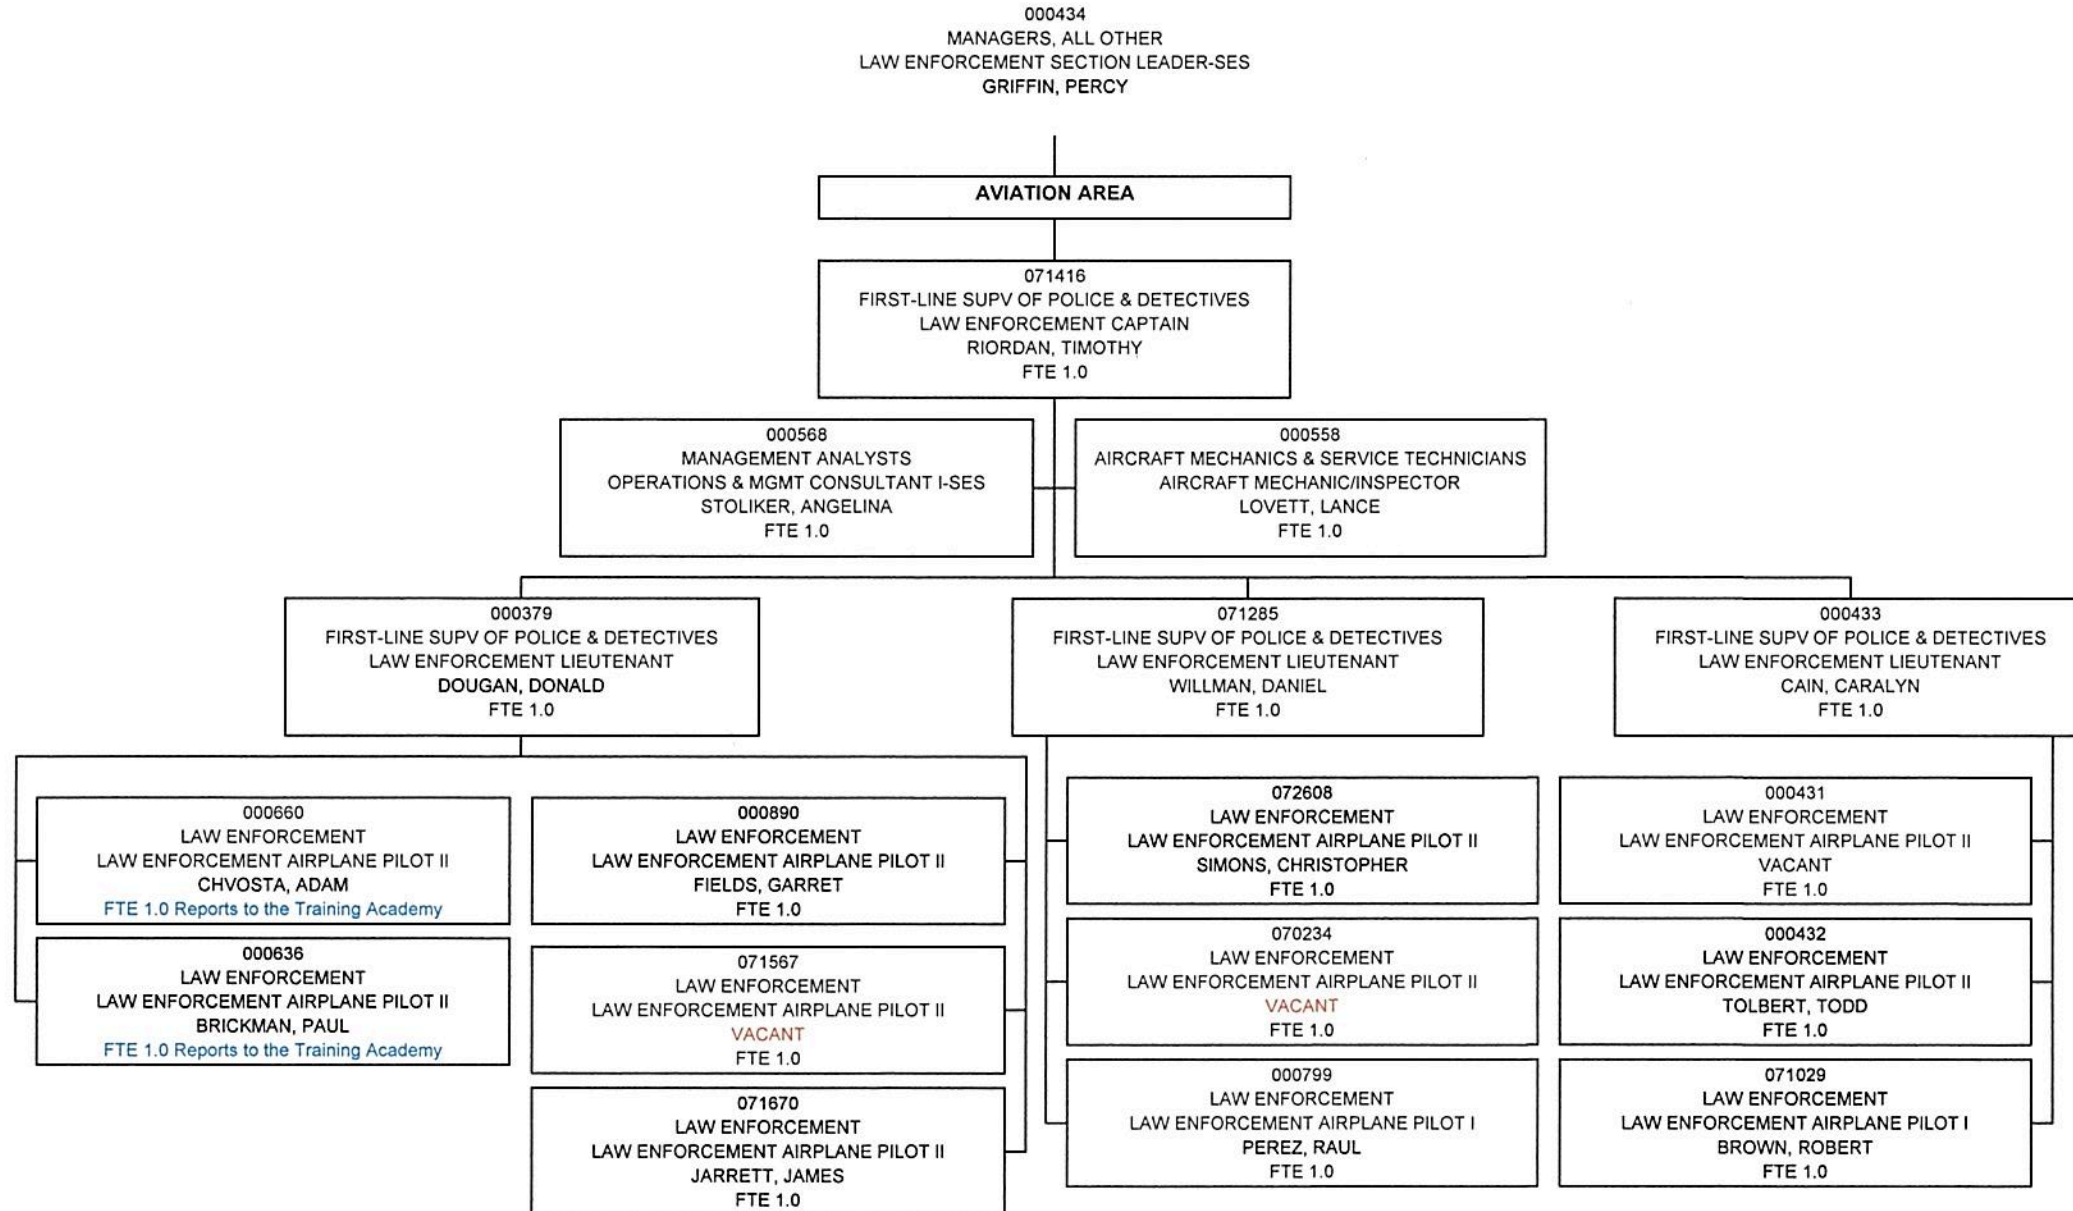 000434
MANAGERS, ALL OTHER
LAW ENFORCEMENT SECTION LEADER-SES
GRIFFIN, PERCY
AVIATION AREA
071416
FIRST-LINE SUPV OF POLICE & DETECTIVES
LAW ENFORCEMENT CAPTAIN
RIORDAN, TIMOTHY
FTE 1.0
000568
MANAGEMENT ANALYSTS
OPERATIONS & MGMT CONSULTANT I-SES
STOLIKER, ANGELINA
FTE 1.0
000558
AIRCRAFT MECHANICS & SERVICE TECHNICIANS
AIRCRAFT MECHANIC/INSPECTOR
LOVETT, LANCE
FTE 1.0
000379
FIRST-LINE SUPV OF POLICE & DETECTIVES
LAW ENFORCEMENT LIEUTENANT
DOUGAN, DONALD
FTE 1.0
071285
FIRST-LINE SUPV OF POLICE & DETECTIVES
LAW ENFORCEMENT LIEUTENANT
WILLMAN, DANIEL
FTE 1.0
000433
FIRST-LINE SUPV OF POLICE & DETECTIVES
LAW ENFORCEMENT LIEUTENANT
CAIN, CARALYN
FTE 1.0
000660
LAW ENFORCEMENT
LAW ENFORCEMENT AIRPLANE PILOT II
CHVOSTA, ADAM
FTE 1.0 Reports to the Training Academy
000636
LAW ENFORCEMENT
LAW ENFORCEMENT AIRPLANE PILOT II
BRICKMAN, PAUL
FTE 1.0 Reports to the Training Academy
000890
LAW ENFORCEMENT
LAW ENFORCEMENT AIRPLANE PILOT II
FIELDS, GARRET
FTE 1.0
071567
LAW ENFORCEMENT
LAW ENFORCEMENT AIRPLANE PILOT II
VACANT
FTE 1.0
071670
LAW ENFORCEMENT
LAW ENFORCEMENT AIRPLANE PILOT II
JARRETT, JAMES
FTE 1.0
072608
LAW ENFORCEMENT
LAW ENFORCEMENT AIRPLANE PILOT II
SIMONS, CHRISTOPHER
FTE 1.0
070234
LAW ENFORCEMENT
LAW ENFORCEMENT AIRPLANE PILOT II
VACANT
FTE 1.0
000799
LAW ENFORCEMENT
LAW ENFORCEMENT AIRPLANE PILOT I
PEREZ, RAUL
FTE 1.0
000431
LAW ENFORCEMENT
LAW ENFORCEMENT AIRPLANE PILOT II
VACANT
FTE 1.0
000432
LAW ENFORCEMENT
LAW ENFORCEMENT AIRPLANE PILOT II
TOLBERT, TODD
FTE 1.0
071029
LAW ENFORCEMENT
LAW ENFORCEMENT AIRPLANE PILOT I
BROWN, ROBERT
FTE 1.0